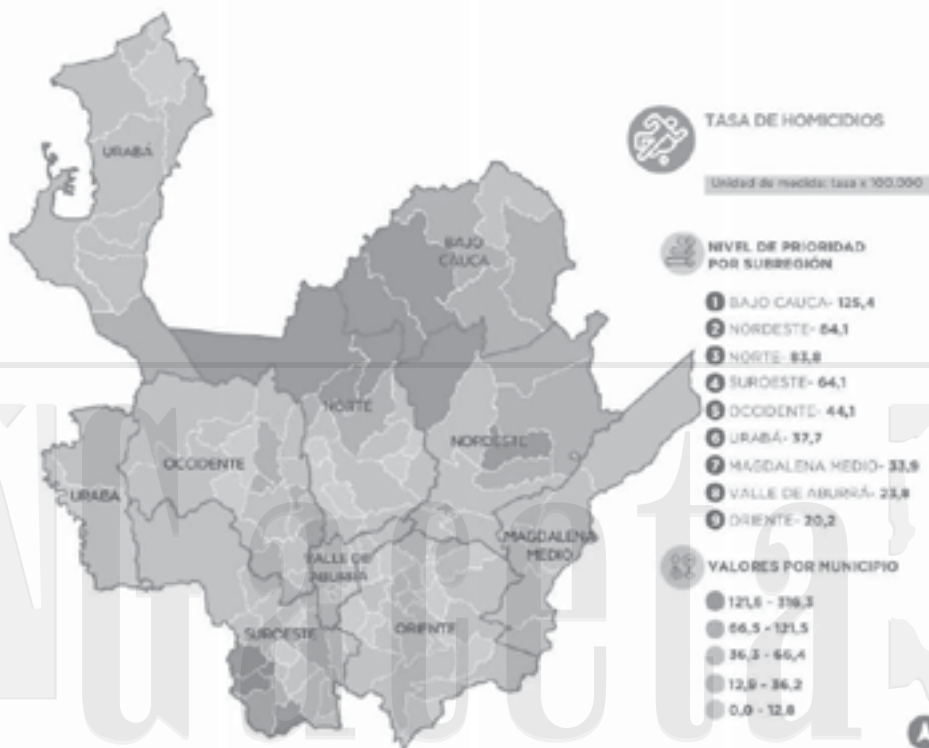 TASA DE HOMICIDIOS
Unidad de medida: tasa x 100.000
NIVEL DE PRIORIDAD
POR SUBREGIÓN
1 BAJO CAUCA- 125,4
2 NORDESTE- 84,1
3 NORTE- 83,8
4 SUROESTE- 64,1
5 OCCIDENTE- 44,1
6 URABÁ- 37,7
7 MAGDALENA MEDIO- 33,9
8 VALLE DE ABURRÁ- 23,8
9 ORIENTE- 20,2
VALORES POR MUNICIPIO
121,6 - 316,3
66,5 - 121,5
36,3 - 66,4
12,9 - 36,2
0,0 - 12,8
URABÁ
BAJO
CAUCA
NORTE
NORDESTE
OCCIDENTE
URABÁ
MAGDALENA
MEDIO
VALLE DE
ABURRÁ
SUROESTE
ORIENTE
Gaceta